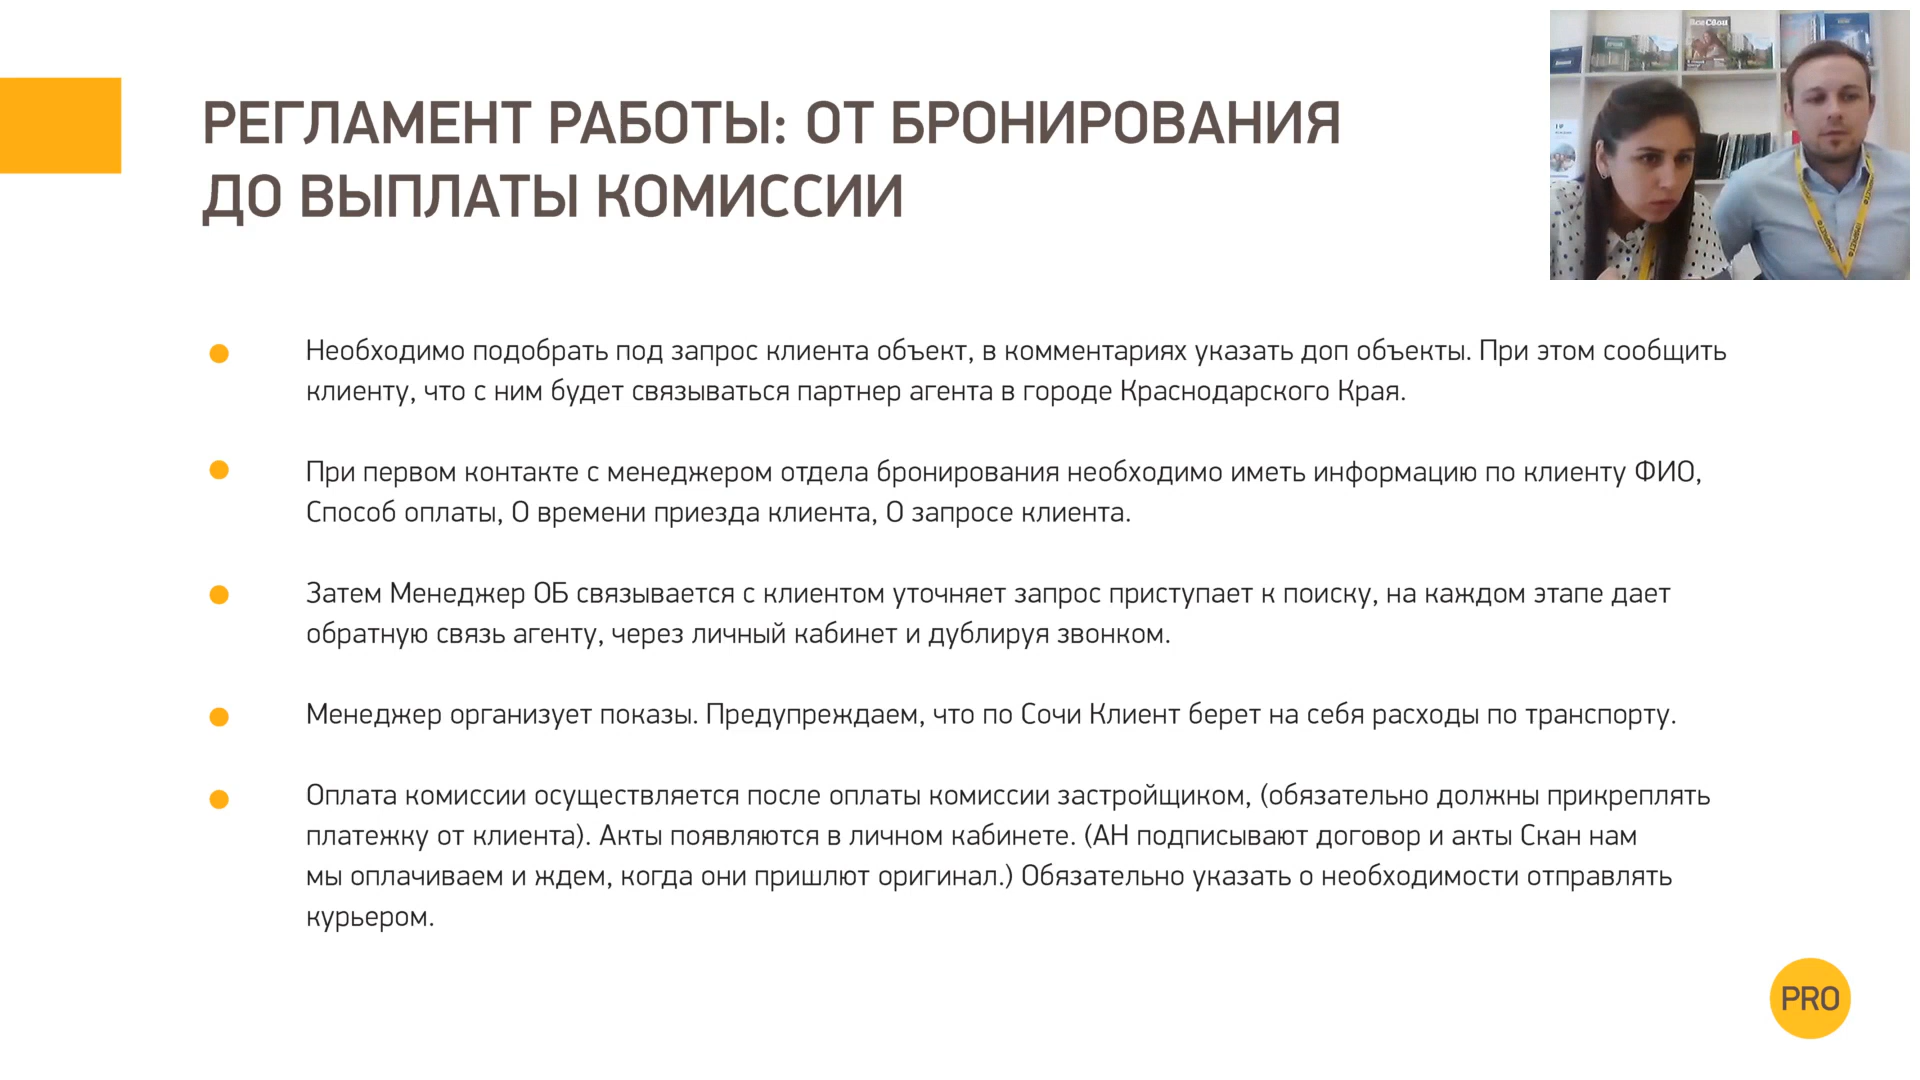 РЕГЛАМЕНТ РАБОТЫ: ОТ БРОНИРОВАНИЯ
ДО ВЫПЛАТЫ КОМИССИИ
Необходимо подобрать под запрос клиента объект, в комментариях указать доп объекты. При этом сообщить
клиенту, что с ним будет связываться партнер агента в городе Краснодарского Края.
При первом контакте с менеджером отдела бронирования необходимо иметь информацию по клиенту ФИО,
Способ оплаты, О времени приезда клиента, О запросе клиента.
Затем Менеджер ОБ связывается с клиентом уточняет запрос приступает к поиску, на каждом этапе дает
обратную связь агенту, через личный кабинет и дублируя звонком.
Менеджер организует показы. Предупреждаем, что по Сочи Клиент берет на себя расходы по транспорту.
Оплата комиссии осуществляется после оплаты комиссии застройщиком, (обязательно должны прикреплять
платежку от клиента). Акты появляются в личном кабинете. (АН подписывают договор и акты Скан нам
мы оплачиваем и ждем, когда они пришлют оригинал.) Обязательно указать о необходимости отправлять
курьером.
PRO